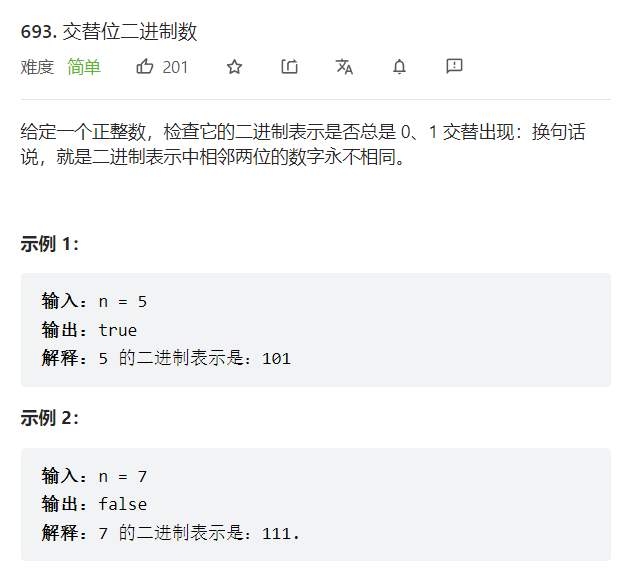 693. 交替位二进制数
难度 简单 201
给定一个正整数，检查它的二进制表示是否总是 0、1 交替出现：换句话
说，就是二进制表示中相邻两位的数字永不相同。
示例 1：
输入：n = 5
输出：true
解释：5 的二进制表示是：101
示例 2：
输入：n = 7
输出：false
解释：7 的二进制表示是：111.